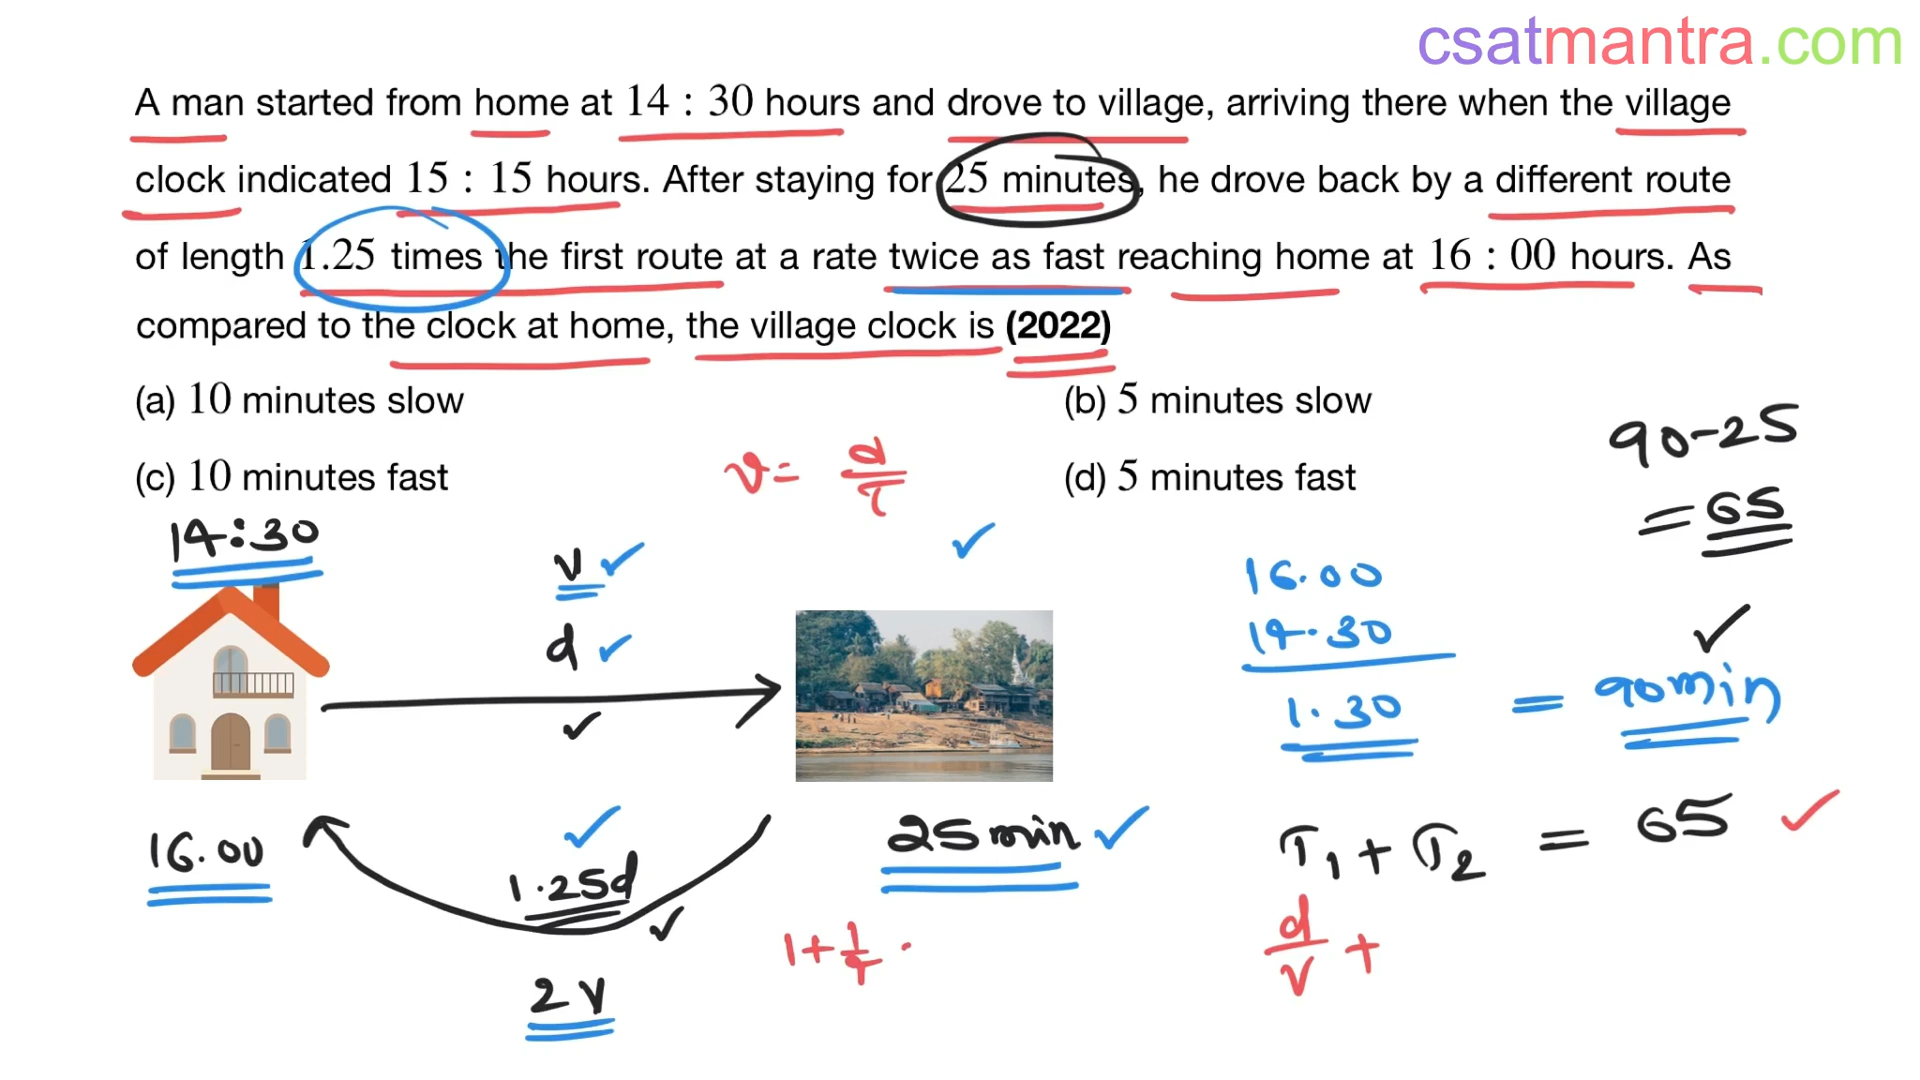 csatmantra.com
A man started from home at 14 : 30 hours and drove to village, arriving there when the village
clock indicated 15 : 15 hours. After staying for 25 minutes, he drove back by a different route
of length 1.25 times the first route at a rate twice as fast reaching home at 16 : 00 hours. As
compared to the clock at home, the village clock is (2022)
(a) 10 minutes slow
(b) 5 minutes slow
(c) 10 minutes fast
(d) 5 minutes fast
v = d/T
90-25
= 65
14:30
v
d
16.00
14.30
1.30 = 90min
16.00
1.25d
2v
25min
T1 + T2 = 65
1+1/4
d/v +